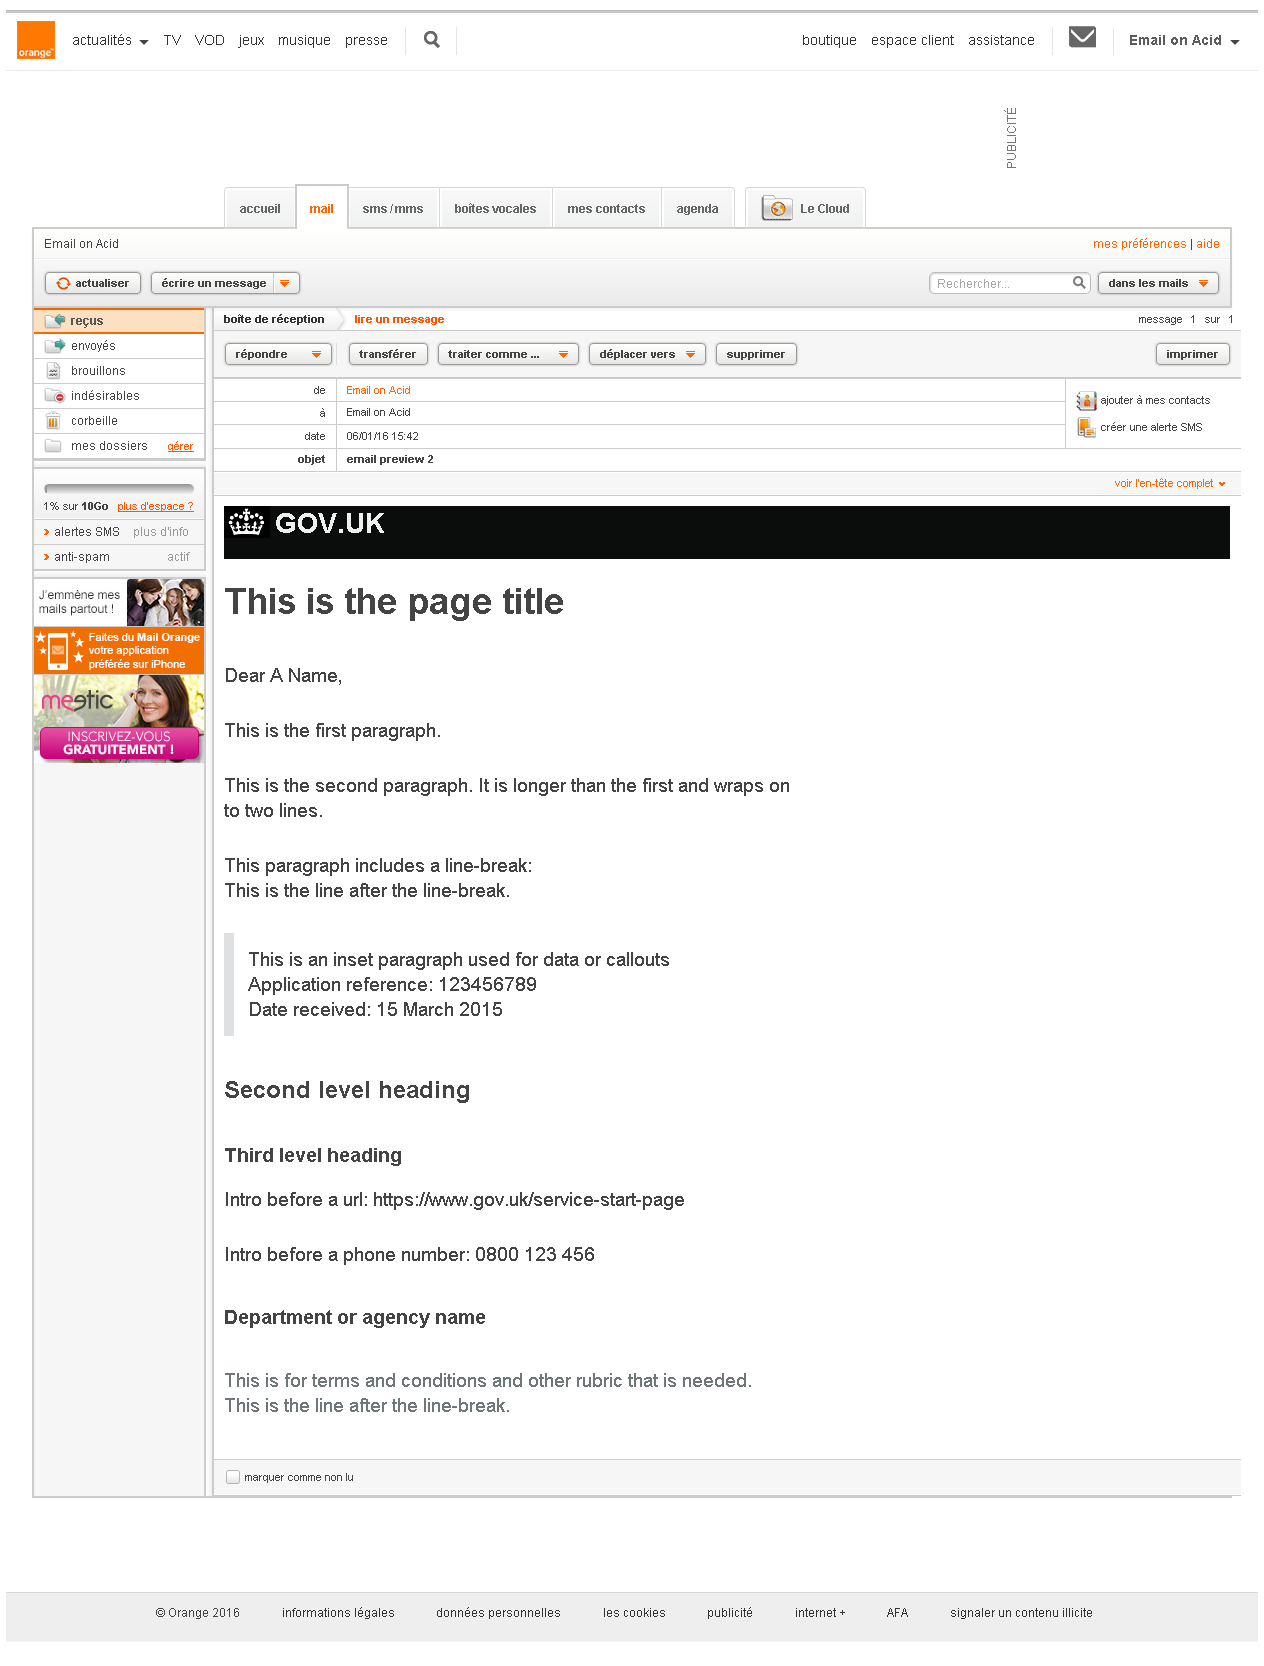 orange™
actualités TV VOD jeux musique presse boutique espace client assistance Email on Acid
PUBLICITÉ
accueil mail sms/mms boîtes vocales mes contacts agenda Le Cloud
Email on Acid mes préférences | aide
actualiser écrire un message Rechercher... dans les mails
reçus
envoyés
brouillons
indésirables
corbeille
mes dossiers gérer
1% sur 10Go plus d'espace ?
alertes SMS plus d'info
anti-spam actif
J'emmène mes
mails partout !
Faites du Mail Orange
votre application
préférée sur iPhone
meetic
INSCRIVEZ-VOUS
GRATUITEMENT !
boîte de réception lire un message message 1 sur 1
répondre transférer traiter comme ... déplacer vers supprimer imprimer
de Email on Acid
à Email on Acid
date 06/01/16 15:42
objet email preview 2
ajouter à mes contacts
créer une alerte SMS
voir l'en-tête complet
GOV.UK
This is the page title
Dear A Name,
This is the first paragraph.
This is the second paragraph. It is longer than the first and wraps on
to two lines.
This paragraph includes a line-break:
This is the line after the line-break.
This is an inset paragraph used for data or callouts
Application reference: 123456789
Date received: 15 March 2015
Second level heading
Third level heading
Intro before a url: https://www.gov.uk/service-start-page
Intro before a phone number: 0800 123 456
Department or agency name
This is for terms and conditions and other rubric that is needed.
This is the line after the line-break.
marquer comme non lu
© Orange 2016 informations légales données personnelles les cookies publicité internet + AFA signaler un contenu illicite